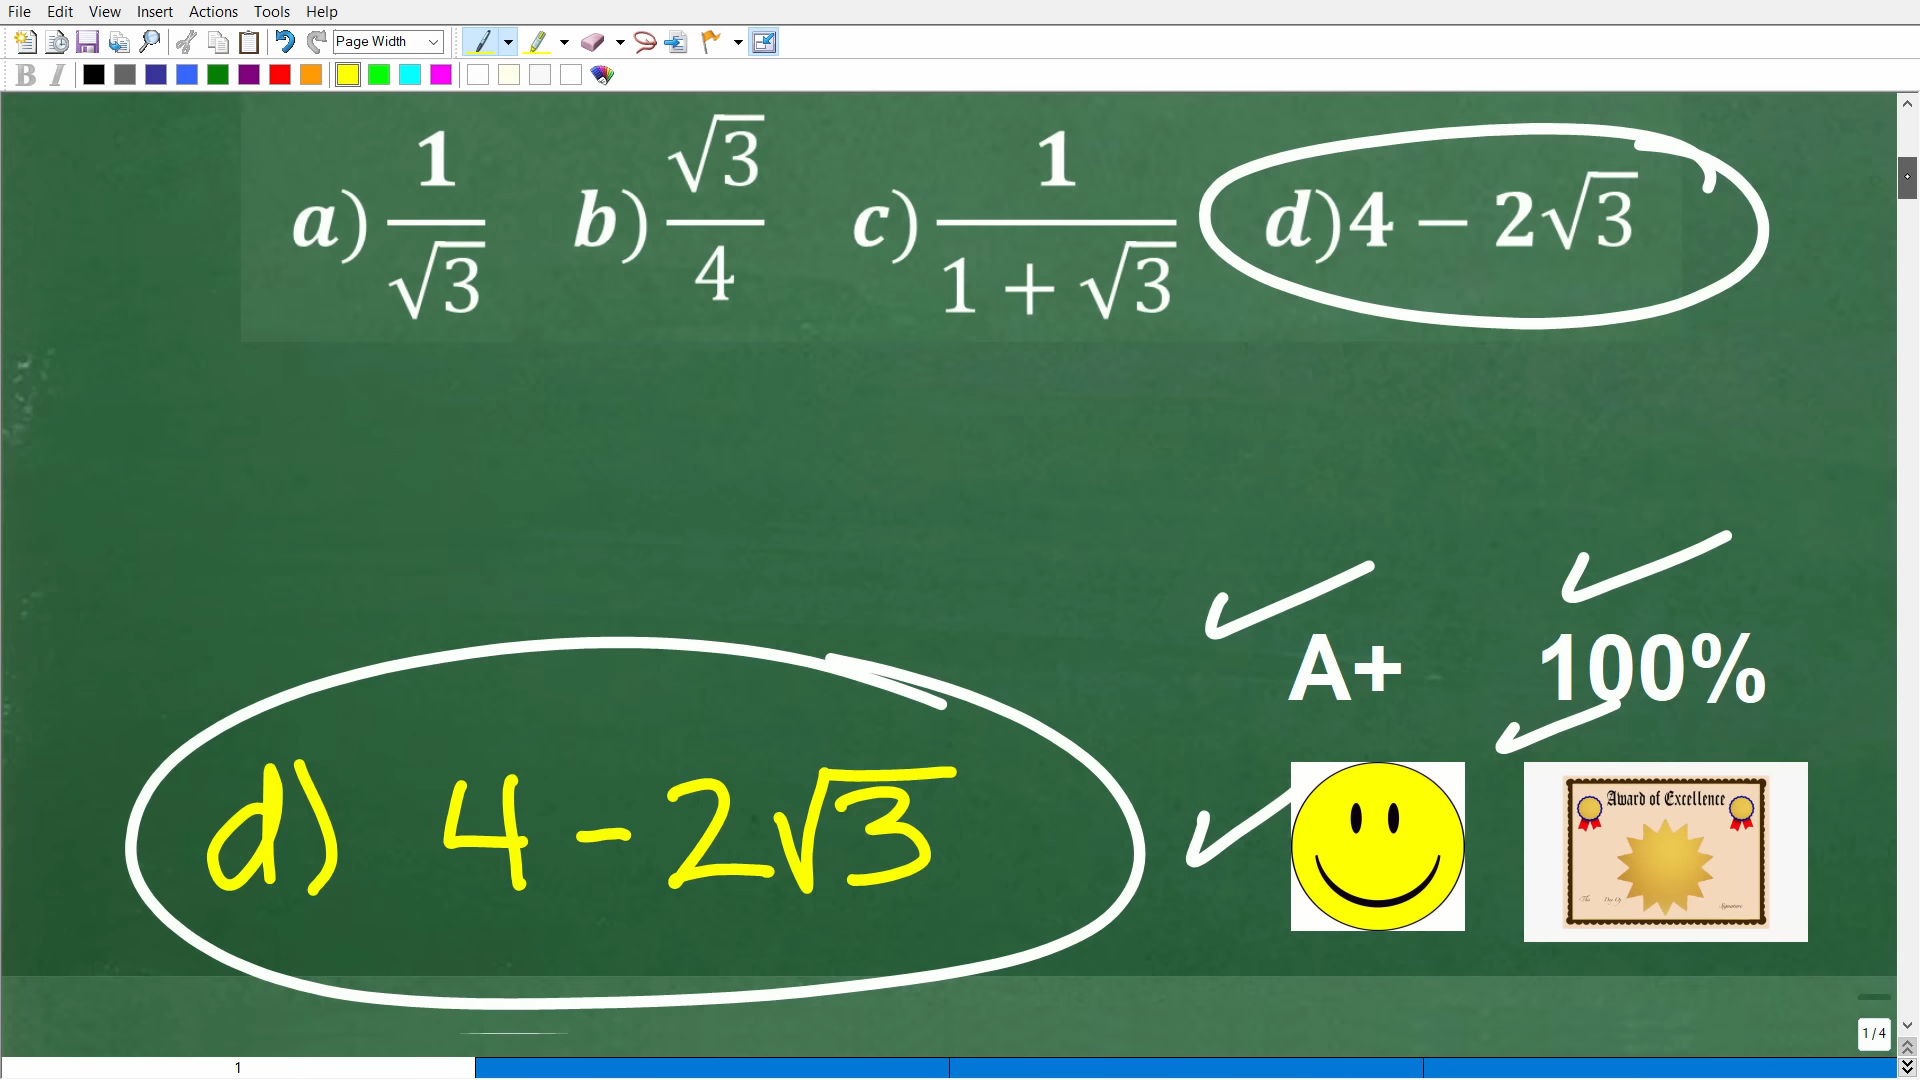 File Edit View Insert Actions Tools Help
Page Width
B I
a) 1/√3 b) √3/4 c) 1/(1 + √3) d) 4 − 2√3
A+ 100%
d) 4 - 2√3
Award of Excellence
1 / 4
1